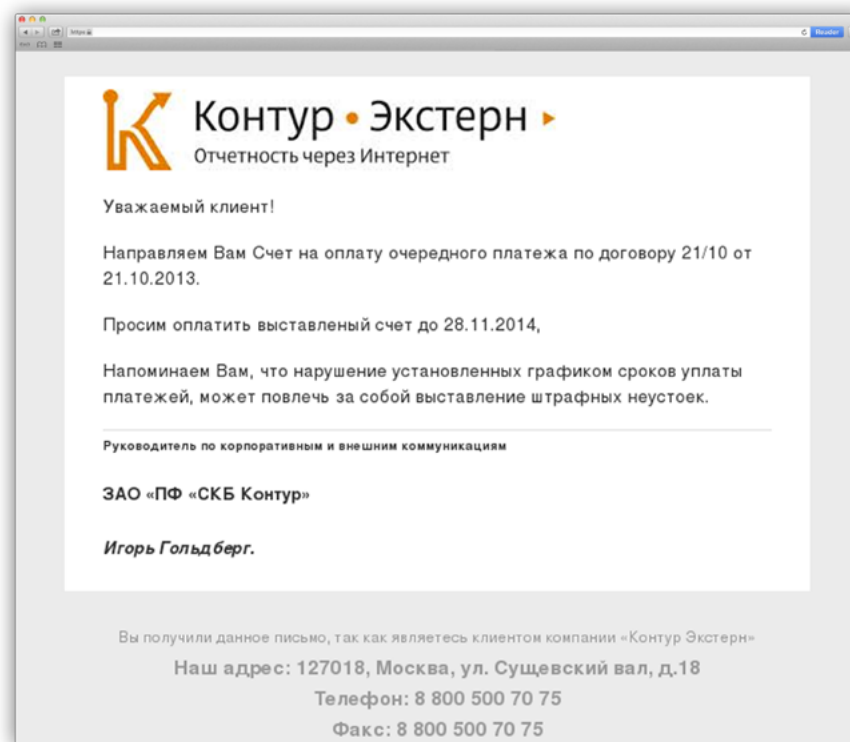 https
Reader
Контур • Экстерн
Отчетность через Интернет
Уважаемый клиент!
Направляем Вам Счет на оплату очередного платежа по договору 21/10 от
21.10.2013.
Просим оплатить выставленый счет до 28.11.2014,
Напоминаем Вам, что нарушение установленных графиком сроков уплаты
платежей, может повлечь за собой выставление штрафных неустоек.
Руководитель по корпоративным и внешним коммуникациям
ЗАО «ПФ «СКБ Контур»
Игорь Гольдберг.
Вы получили данное письмо, так как являетесь клиентом компании «Контур Экстерн»
Наш адрес: 127018, Москва, ул. Сущевский вал, д.18
Телефон: 8 800 500 70 75
Факс: 8 800 500 70 75